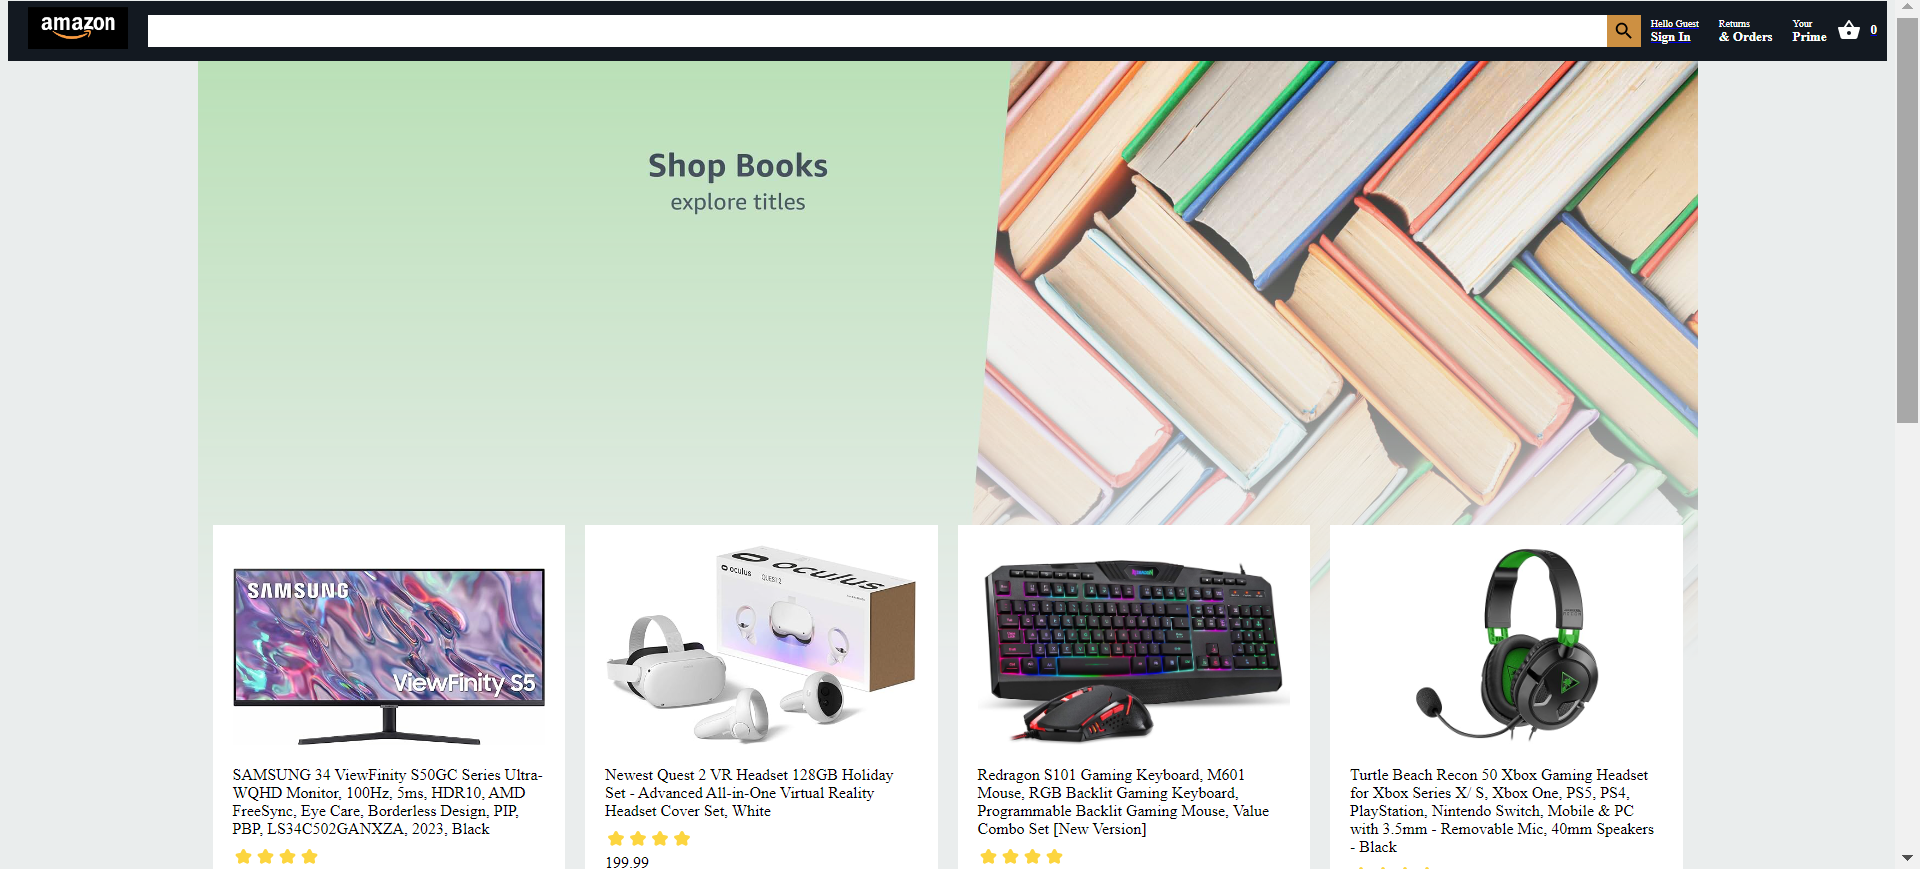 amazon
Hello Guest
Sign In
Returns
& Orders
Your
Prime
0
Shop Books
explore titles
SAMSUNG
ViewFinity S5
oculus
oculus
QUEST 2
SAMSUNG 34 ViewFinity S50GC Series Ultra-
WQHD Monitor, 100Hz, 5ms, HDR10, AMD
FreeSync, Eye Care, Borderless Design, PIP,
PBP, LS34C502GANXZA, 2023, Black
Newest Quest 2 VR Headset 128GB Holiday
Set - Advanced All-in-One Virtual Reality
Headset Cover Set, White
199.99
Redragon S101 Gaming Keyboard, M601
Mouse, RGB Backlit Gaming Keyboard,
Programmable Backlit Gaming Mouse, Value
Combo Set [New Version]
Turtle Beach Recon 50 Xbox Gaming Headset
for Xbox Series X/ S, Xbox One, PS5, PS4,
PlayStation, Nintendo Switch, Mobile & PC
with 3.5mm - Removable Mic, 40mm Speakers
- Black